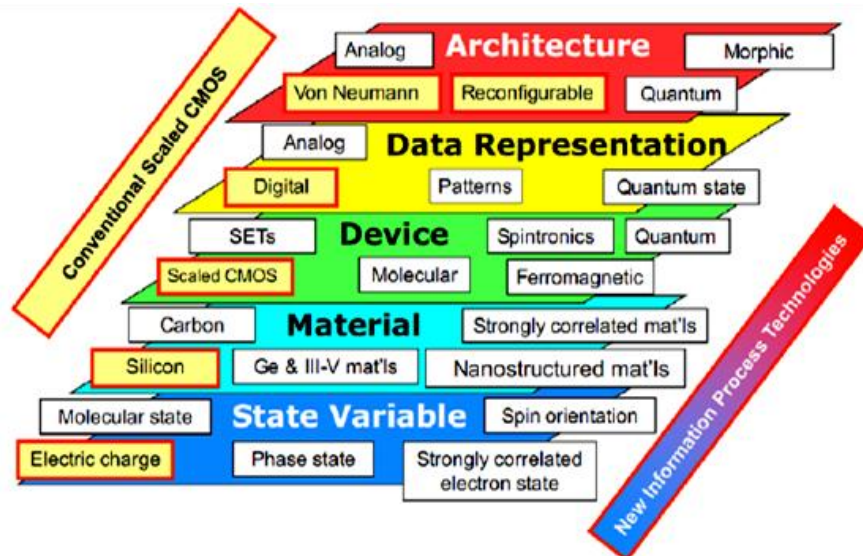 Conventional Scaled CMOS
Analog
Architecture
Morphic
Von Neumann
Reconfigurable
Quantum
Analog
Data Representation
Digital
Patterns
Quantum state
SETs
Device
Spintronics
Quantum
Scaled CMOS
Molecular
Ferromagnetic
Carbon
Material
Strongly correlated mat'ls
Silicon
Ge & III-V mat'ls
Nanostructured mat'ls
Molecular state
State Variable
Spin orientation
Electric charge
Phase state
Strongly correlated
electron state
New Information Process Technologies